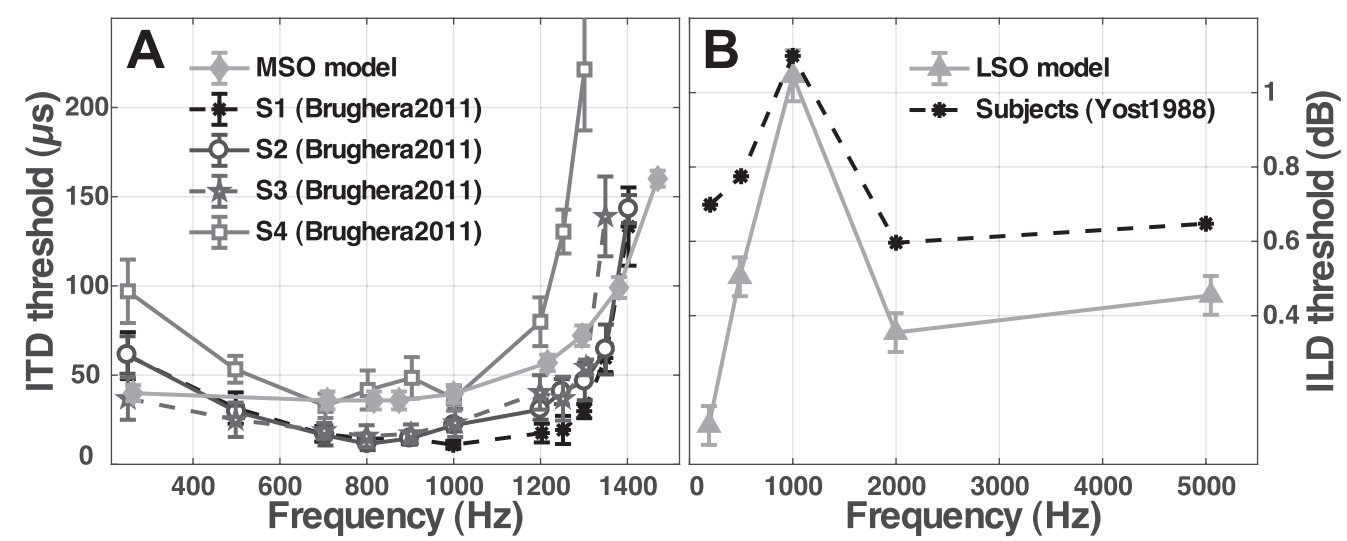 A
MSO model
S1 (Brughera2011)
S2 (Brughera2011)
S3 (Brughera2011)
S4 (Brughera2011)
ITD threshold (µs)
200
150
100
50
0
400 600 800 1000 1200 1400
Frequency (Hz)
B
LSO model
Subjects (Yost1988)
1
0.8
0.6
0.4
ILD threshold (dB)
0 1000 2000 3000 4000 5000
Frequency (Hz)